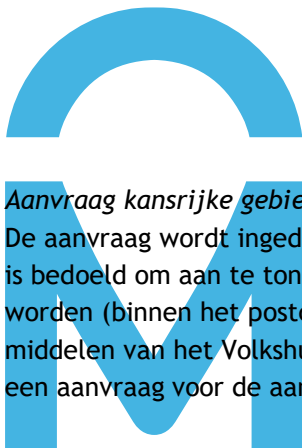 Aanvraag kansrijke gebie
De aanvraag wordt inged
is bedoeld om aan te ton
worden (binnen het poste
middelen van het Volkshu
een aanvraag voor de aan